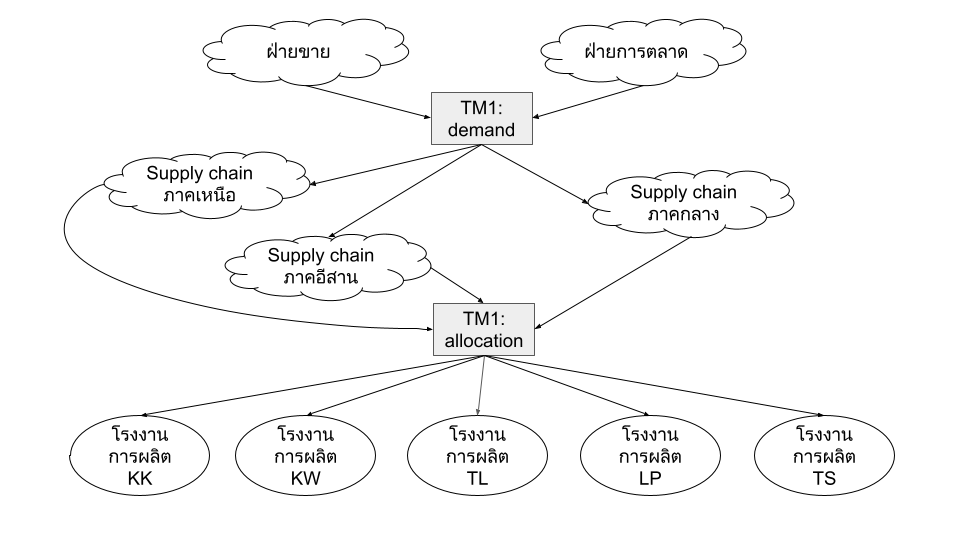 ฝ่ายขาย
ฝ่ายการตลาด
TM1:
demand
Supply chain
ภาคเหนือ
Supply chain
ภาคกลาง
Supply chain
ภาคอีสาน
TM1:
allocation
โรงงาน
การผลิต
KK
โรงงาน
การผลิต
KW
โรงงาน
การผลิต
TL
โรงงาน
การผลิต
LP
โรงงาน
การผลิต
TS